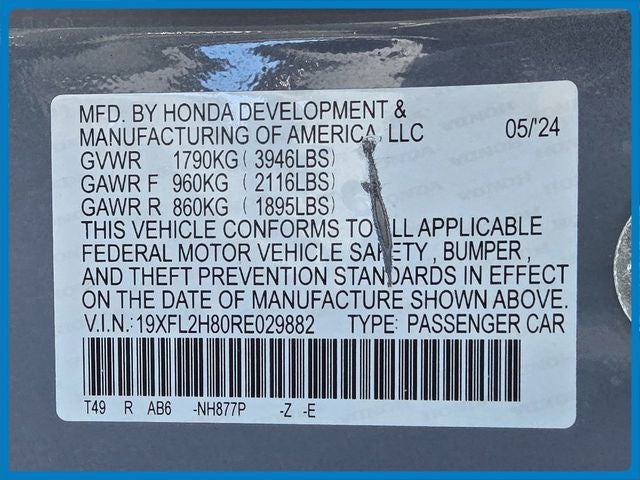 MFD. BY HONDA DEVELOPMENT &
MANUFACTURING OF AMERICA, LLC 05/'24
GVWR 1790KG ( 3946LBS)
GAWR F 960KG ( 2116LBS)
GAWR R 860KG ( 1895LBS)
THIS VEHICLE CONFORMS TO ALL APPLICABLE
FEDERAL MOTOR VEHICLE SAFETY , BUMPER ,
AND THEFT PREVENTION STANDARDS IN EFFECT
ON THE DATE OF MANUFACTURE SHOWN ABOVE.
V.I.N.: 19XFL2H80RE029882 TYPE: PASSENGER CAR
T49 R AB6 -NH877P -Z -E